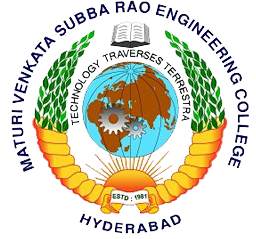 MATURI VENKATA SUBBA RAO ENGINEERING COLLEGE
TECHNOLOGY TRAVERSES TERRESTRA
ESTD : 1981
HYDERABAD